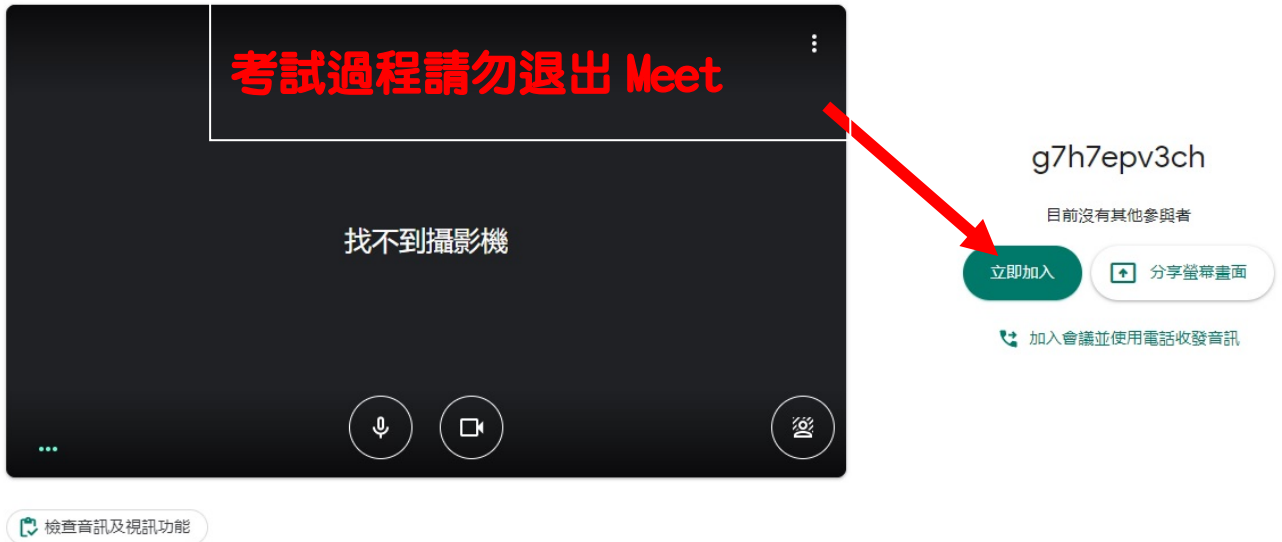 考試過程請勿退出 Meet
找不到攝影機
g7h7epv3ch
目前沒有其他參與者
立即加入
分享螢幕畫面
加入會議並使用電話收發音訊
檢查音訊及視訊功能